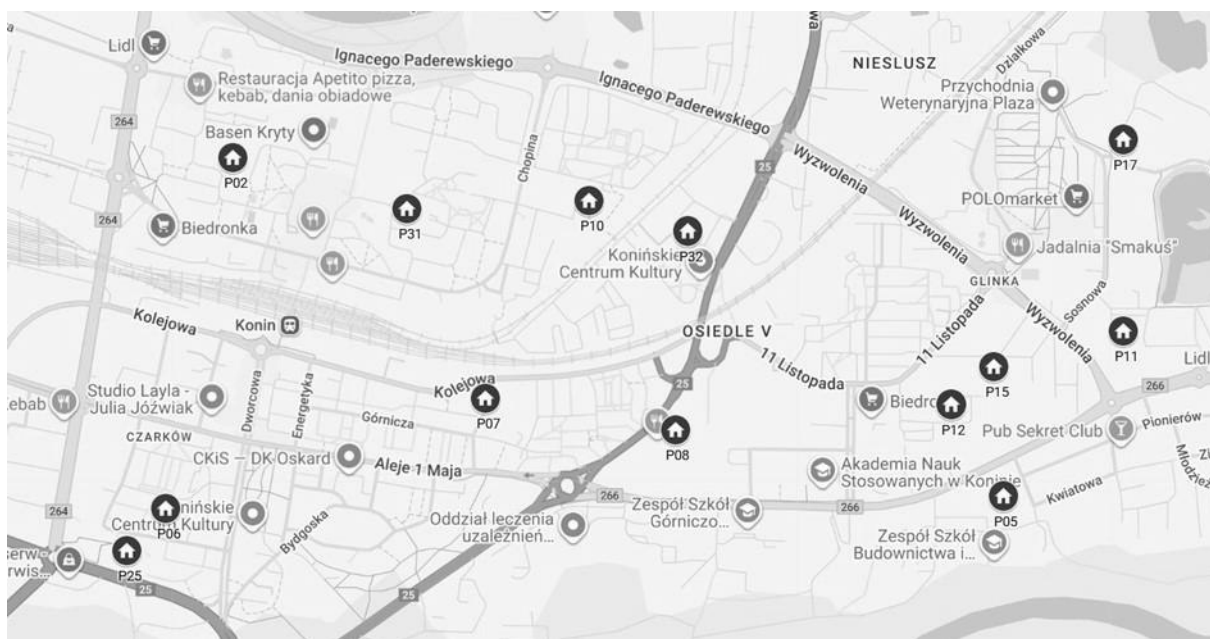 Ignacego Paderewskiego
Lidl
Restauracja Apetito pizza,
kebab, dania obiadowe
264
Basen Kryty
P02
Chopina
Ignacego Paderewskiego
25
NIESLUSZ
Działkowa
Przychodnia
Weterynaryjna Plaza
P17
Wyzwolenia
POLOmarket
264
Biedronka
P31
P10
P32
Konińskie
Centrum Kultury
Wyzwolenia
Jadalnia "Smakuś"
GLINKA
Sosnowa
Kolejowa
Konin
OSIEDLE V
11 Listopada
Wyzwolenia
P11
Lidl
11 Listopada
25
Kolejowa
P15
266
Studio Layla -
Julia Jóźwiak
Dworcowa
Energetyka
Górnicza
P07
P08
P12
Pub Sekret Club
Pionierów
CZARKÓW
CKiS – DK Oskard
Aleje 1 Maja
266
Akademia Nauk
Stosowanych w Koninie
Kwiatowa
P05
264
P06
Konińskie
Centrum Kultury
Bydgoska
Oddział leczenia
uzależnień...
Zespół Szkół
Górniczo...
266
Zespół Szkół
Budownictwa i...
P25
25
25